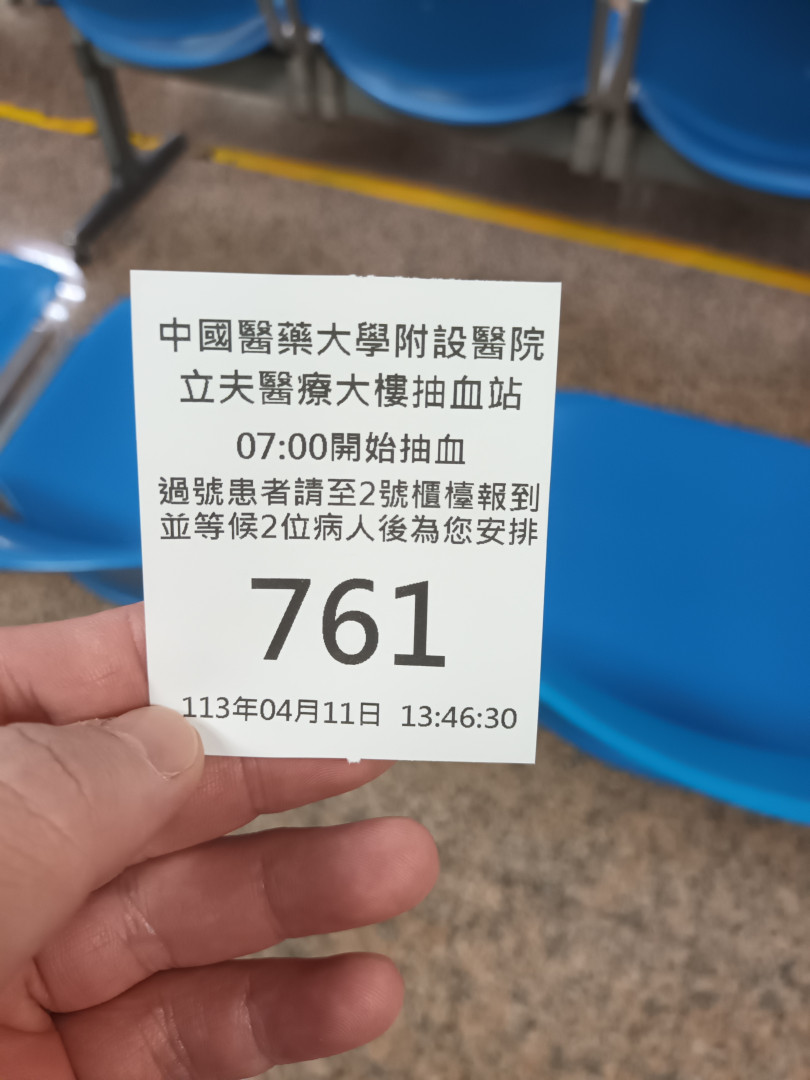 中國醫藥大學附設醫院
立夫醫療大樓抽血站
07:00開始抽血
過號患者請至2號櫃檯報到
並等候2位病人後為您安排
761
113年04月11日 13:46:30